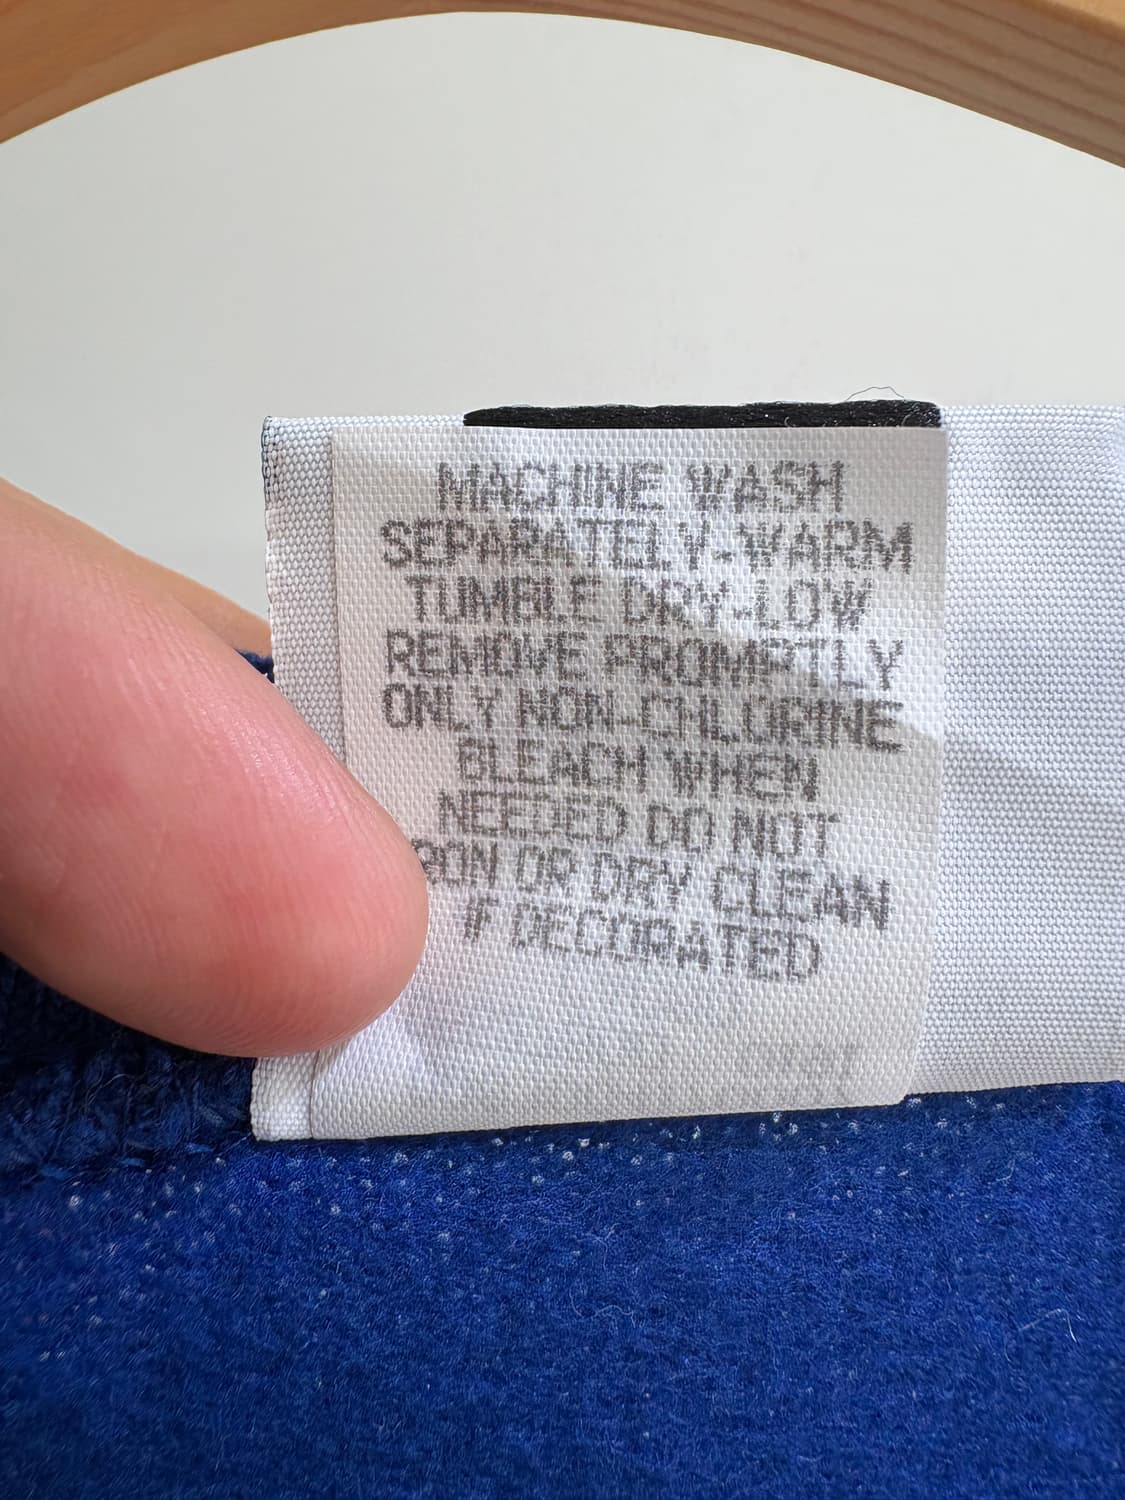 MACHINE WASH
SEPARATELY-WARM
TUMBLE DRY-LOW
REMOVE PROMPTLY
ONLY NON-CHLORINE
BLEACH WHEN
NEEDED DO NOT
RON OR DRY CLEAN
IF DECORATED